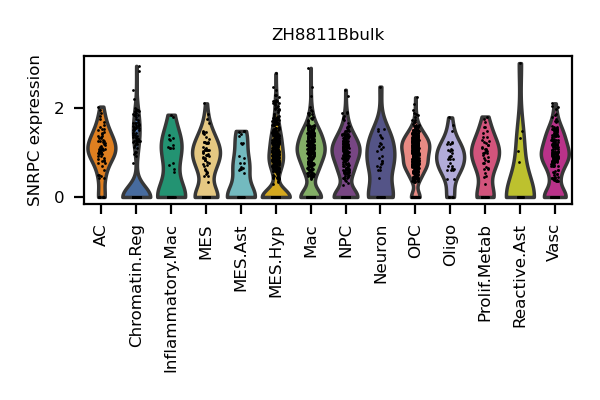 ZH8811Bbulk
SNRPC expression
2
0
AC
Chromatin.Reg
Inflammatory.Mac
MES
MES.Ast
MES.Hyp
Mac
NPC
Neuron
OPC
Oligo
Prolif.Metab
Reactive.Ast
Vasc